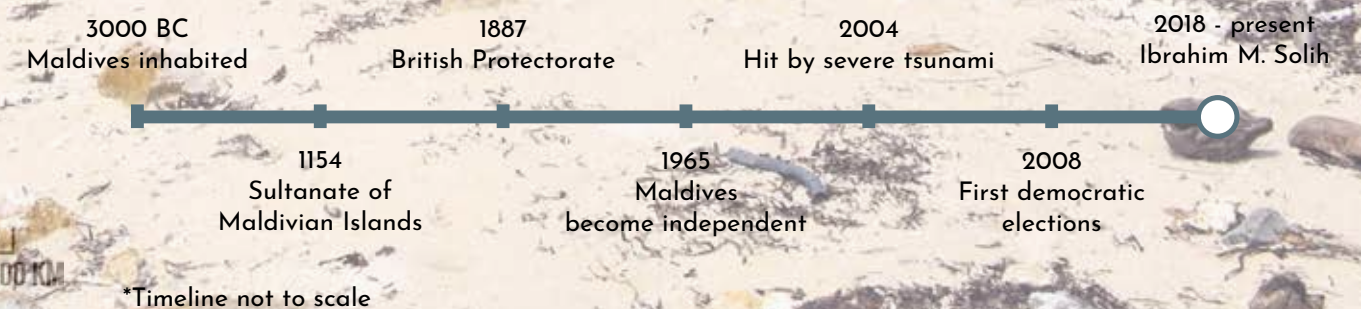 3000 BC
Maldives inhabited
1887
British Protectorate
2004
Hit by severe tsunami
2018 - present
Ibrahim M. Solih
1154
Sultanate of
Maldivian Islands
1965
Maldives
become independent
2008
First democratic
elections
KM
*Timeline not to scale